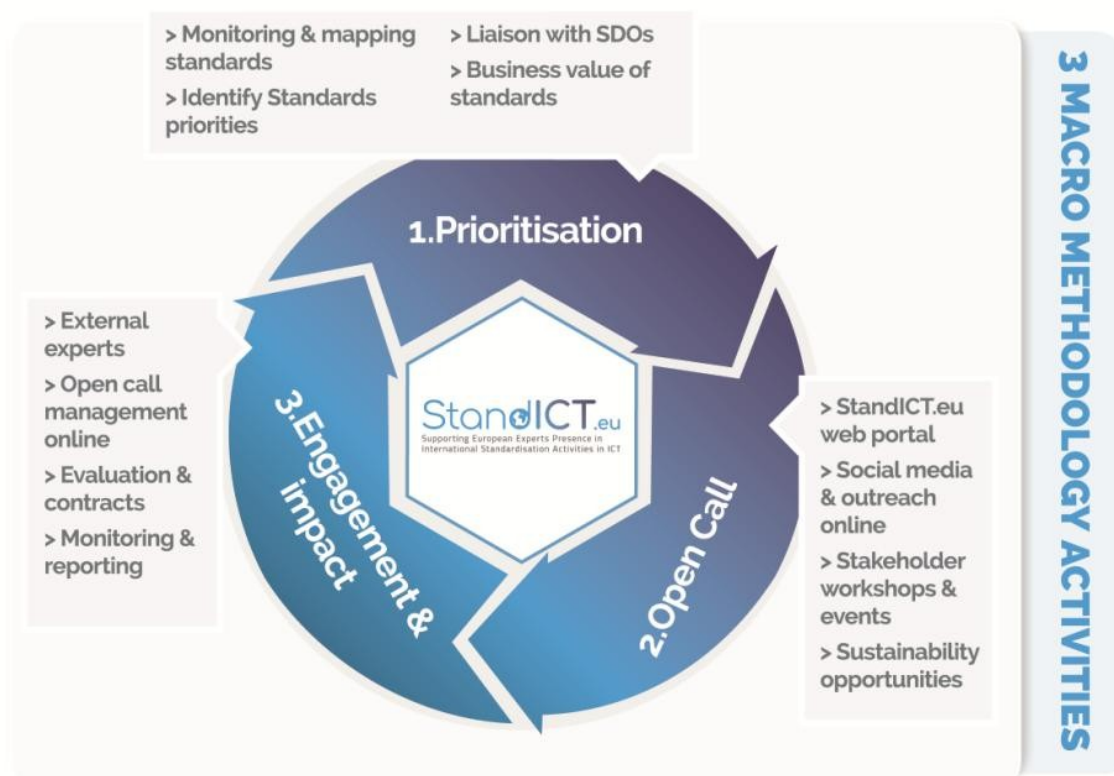 > Monitoring & mapping
standards
> Identify Standards
priorities
> Liaison with SDOs
> Business value of
standards
1.Prioritisation
> External
experts
> Open call
management
online
> Evaluation &
contracts
> Monitoring &
reporting
3.Engagement &
impact
StandICT.eu
Supporting European Experts Presence in
International Standardisation Activities in ICT
2.Open Call
> StandICT.eu
web portal
> Social media
& outreach
online
> Stakeholder
workshops &
events
> Sustainability
opportunities
3 MACRO METHODOLOGY ACTIVITIES